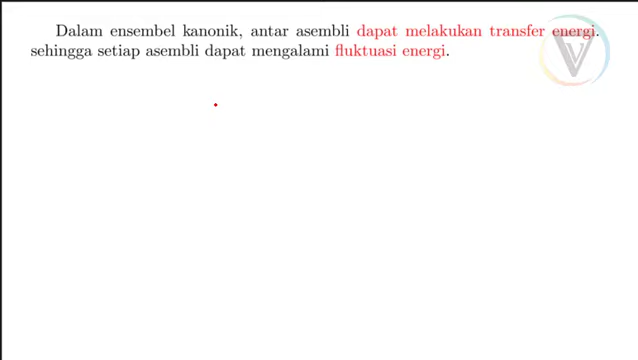 Dalam ensembel kanonik, antar asembli dapat melakukan transfer energi.
sehingga setiap asembli dapat mengalami fluktuasi energi.